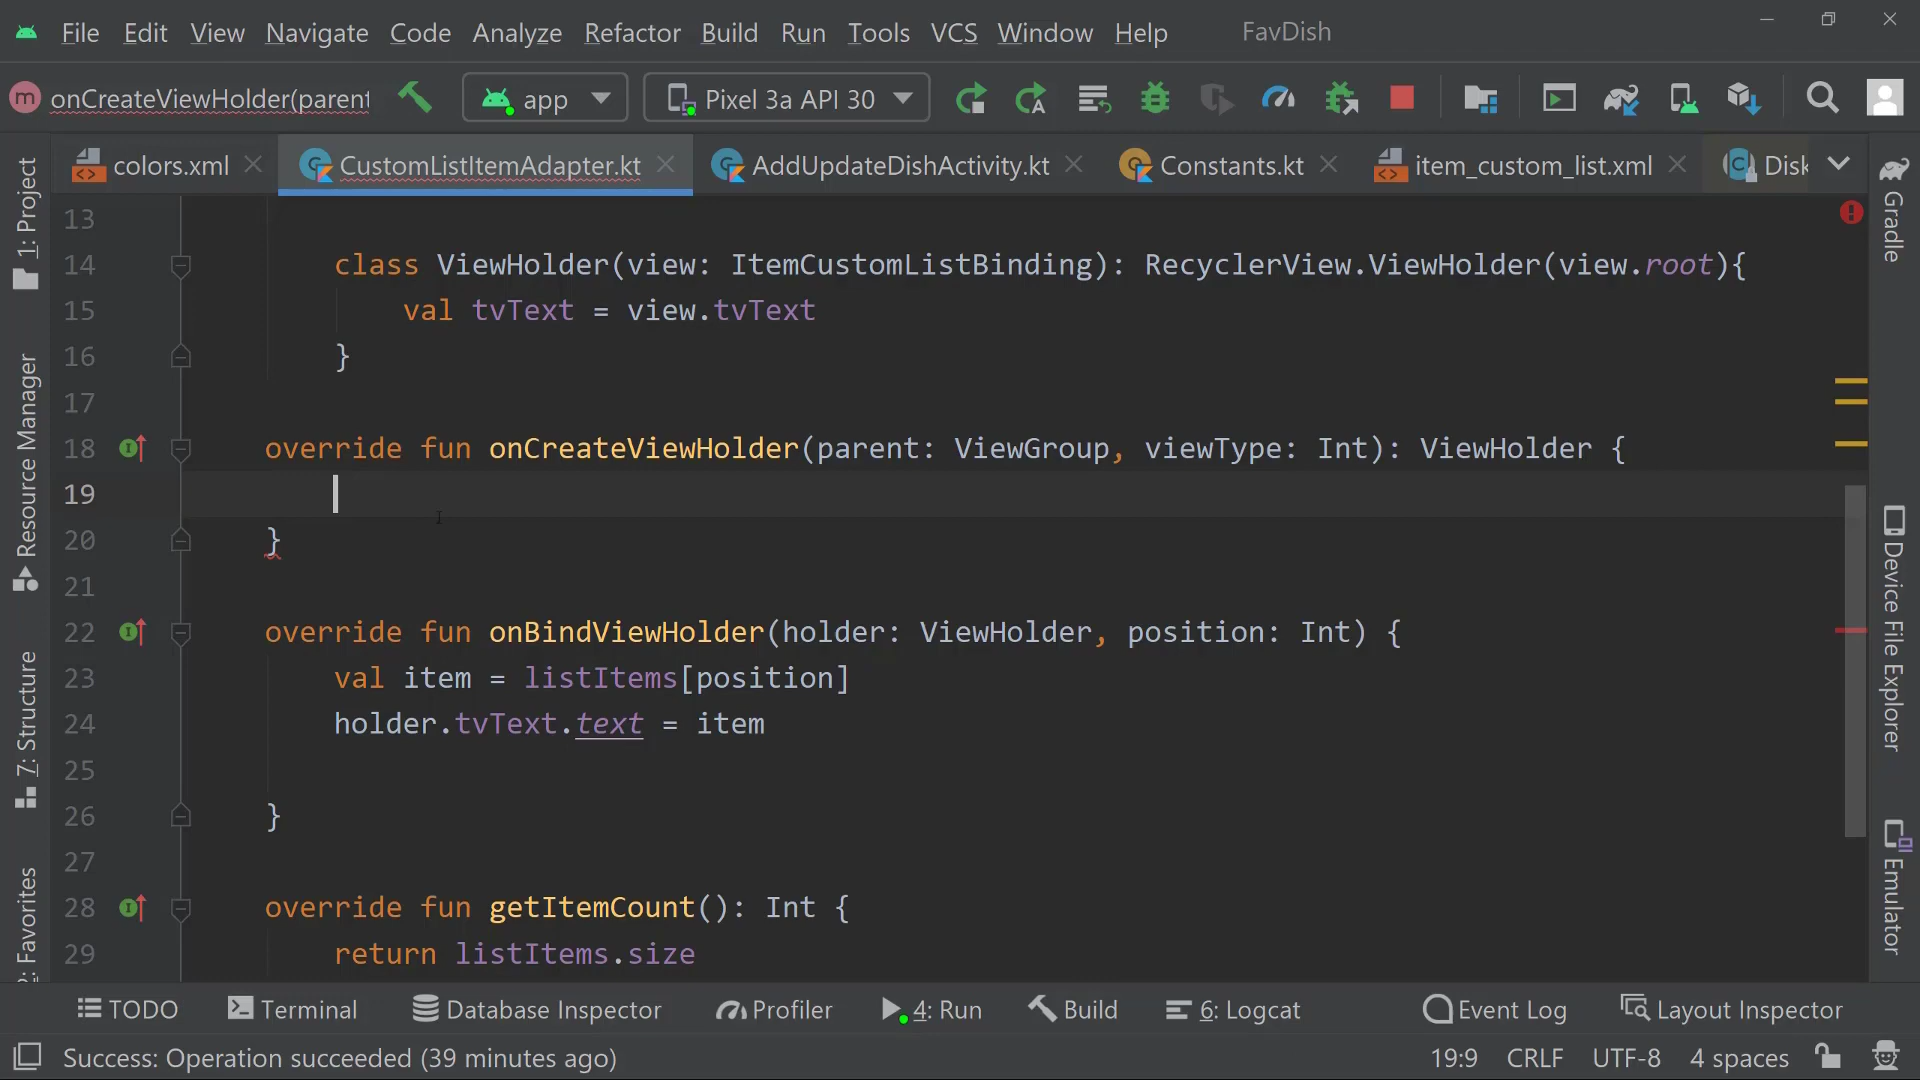 File Edit View Navigate Code Analyze Refactor Build Run Tools VCS Window Help FavDish
m onCreateViewHolder(parent app Pixel 3a API 30
colors.xml CustomListItemAdapter.kt AddUpdateDishActivity.kt Constants.kt item_custom_list.xml Disk
13
14 class ViewHolder(view: ItemCustomListBinding): RecyclerView.ViewHolder(view.root){
15 val tvText = view.tvText
16 }
17
18 override fun onCreateViewHolder(parent: ViewGroup, viewType: Int): ViewHolder {
19
20 }
21
22 override fun onBindViewHolder(holder: ViewHolder, position: Int) {
23 val item = listItems[position]
24 holder.tvText.text = item
25
26 }
27
28 override fun getItemCount(): Int {
29 return listItems.size
1: Project
Resource Manager
7: Structure
2: Favorites
Gradle
Device File Explorer
Emulator
TODO Terminal Database Inspector Profiler 4: Run Build 6: Logcat Event Log Layout Inspector
Success: Operation succeeded (39 minutes ago) 19:9 CRLF UTF-8 4 spaces